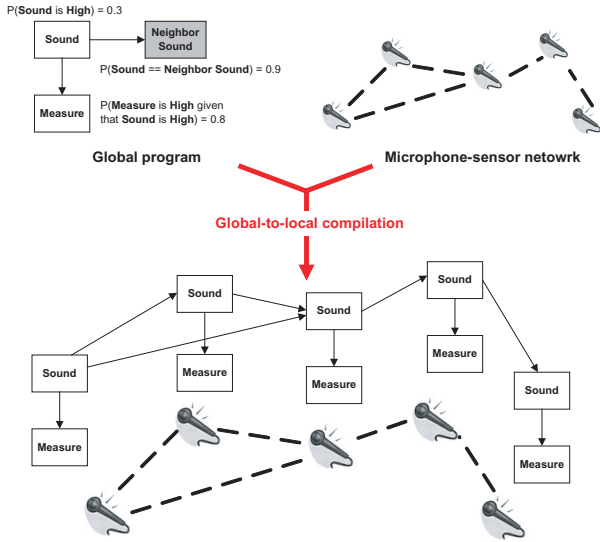 P(Sound is High) = 0.3
Sound
Neighbor
Sound
P(Sound == Neighbor Sound) = 0.9
Measure
P(Measure is High given
that Sound is High) = 0.8
Global program
Microphone-sensor netowrk
Global-to-local compilation
Sound
Sound
Sound
Sound
Sound
Measure
Measure
Measure
Measure
Measure